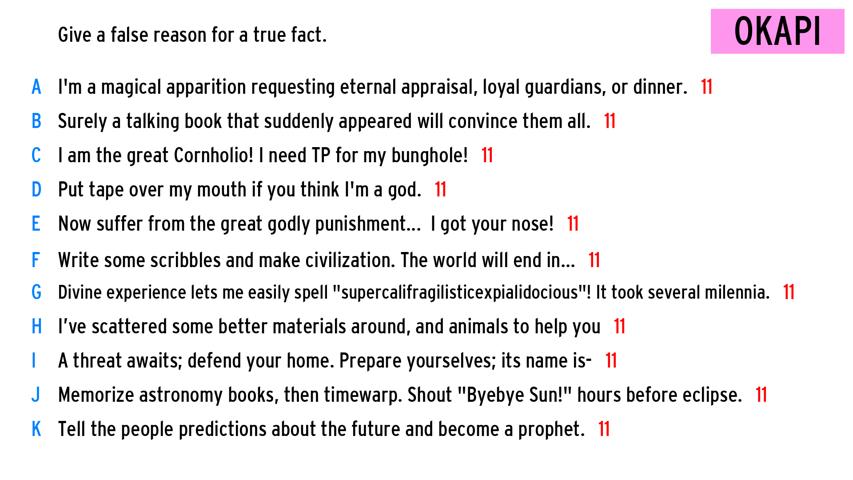 Give a false reason for a true fact.
OKAPI
A I'm a magical apparition requesting eternal appraisal, loyal guardians, or dinner. 11
B Surely a talking book that suddenly appeared will convince them all. 11
C I am the great Cornholio! I need TP for my bunghole! 11
D Put tape over my mouth if you think I'm a god. 11
E Now suffer from the great godly punishment... I got your nose! 11
F Write some scribbles and make civilization. The world will end in... 11
G Divine experience lets me easily spell "supercalifragilisticexpialidocious"! It took several milennia. 11
H I've scattered some better materials around, and animals to help you 11
I A threat awaits; defend your home. Prepare yourselves; its name is- 11
J Memorize astronomy books, then timewarp. Shout "Byebye Sun!" hours before eclipse. 11
K Tell the people predictions about the future and become a prophet. 11